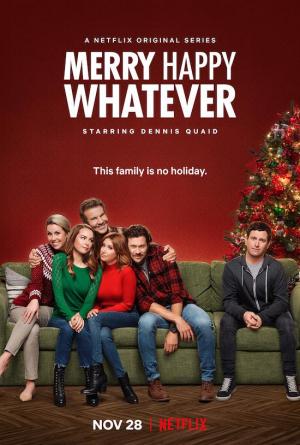 A NETFLIX ORIGINAL SERIES
MERRY HAPPY
WHATEVER
STARRING DENNIS QUAID
This family is no holiday.
NOV 28 | NETFLIX